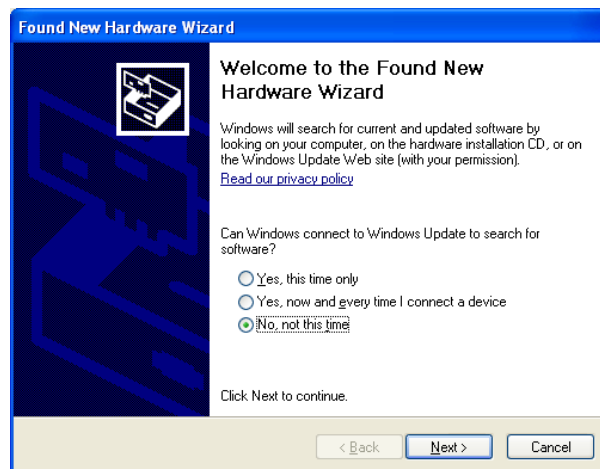 Found New Hardware Wizard
Welcome to the Found New
Hardware Wizard
Windows will search for current and updated software by
looking on your computer, on the hardware installation CD, or on
the Windows Update Web site (with your permission).
Read our privacy policy
Can Windows connect to Windows Update to search for
software?
Yes, this time only
Yes, now and every time I connect a device
No, not this time
Click Next to continue.
< Back Next > Cancel